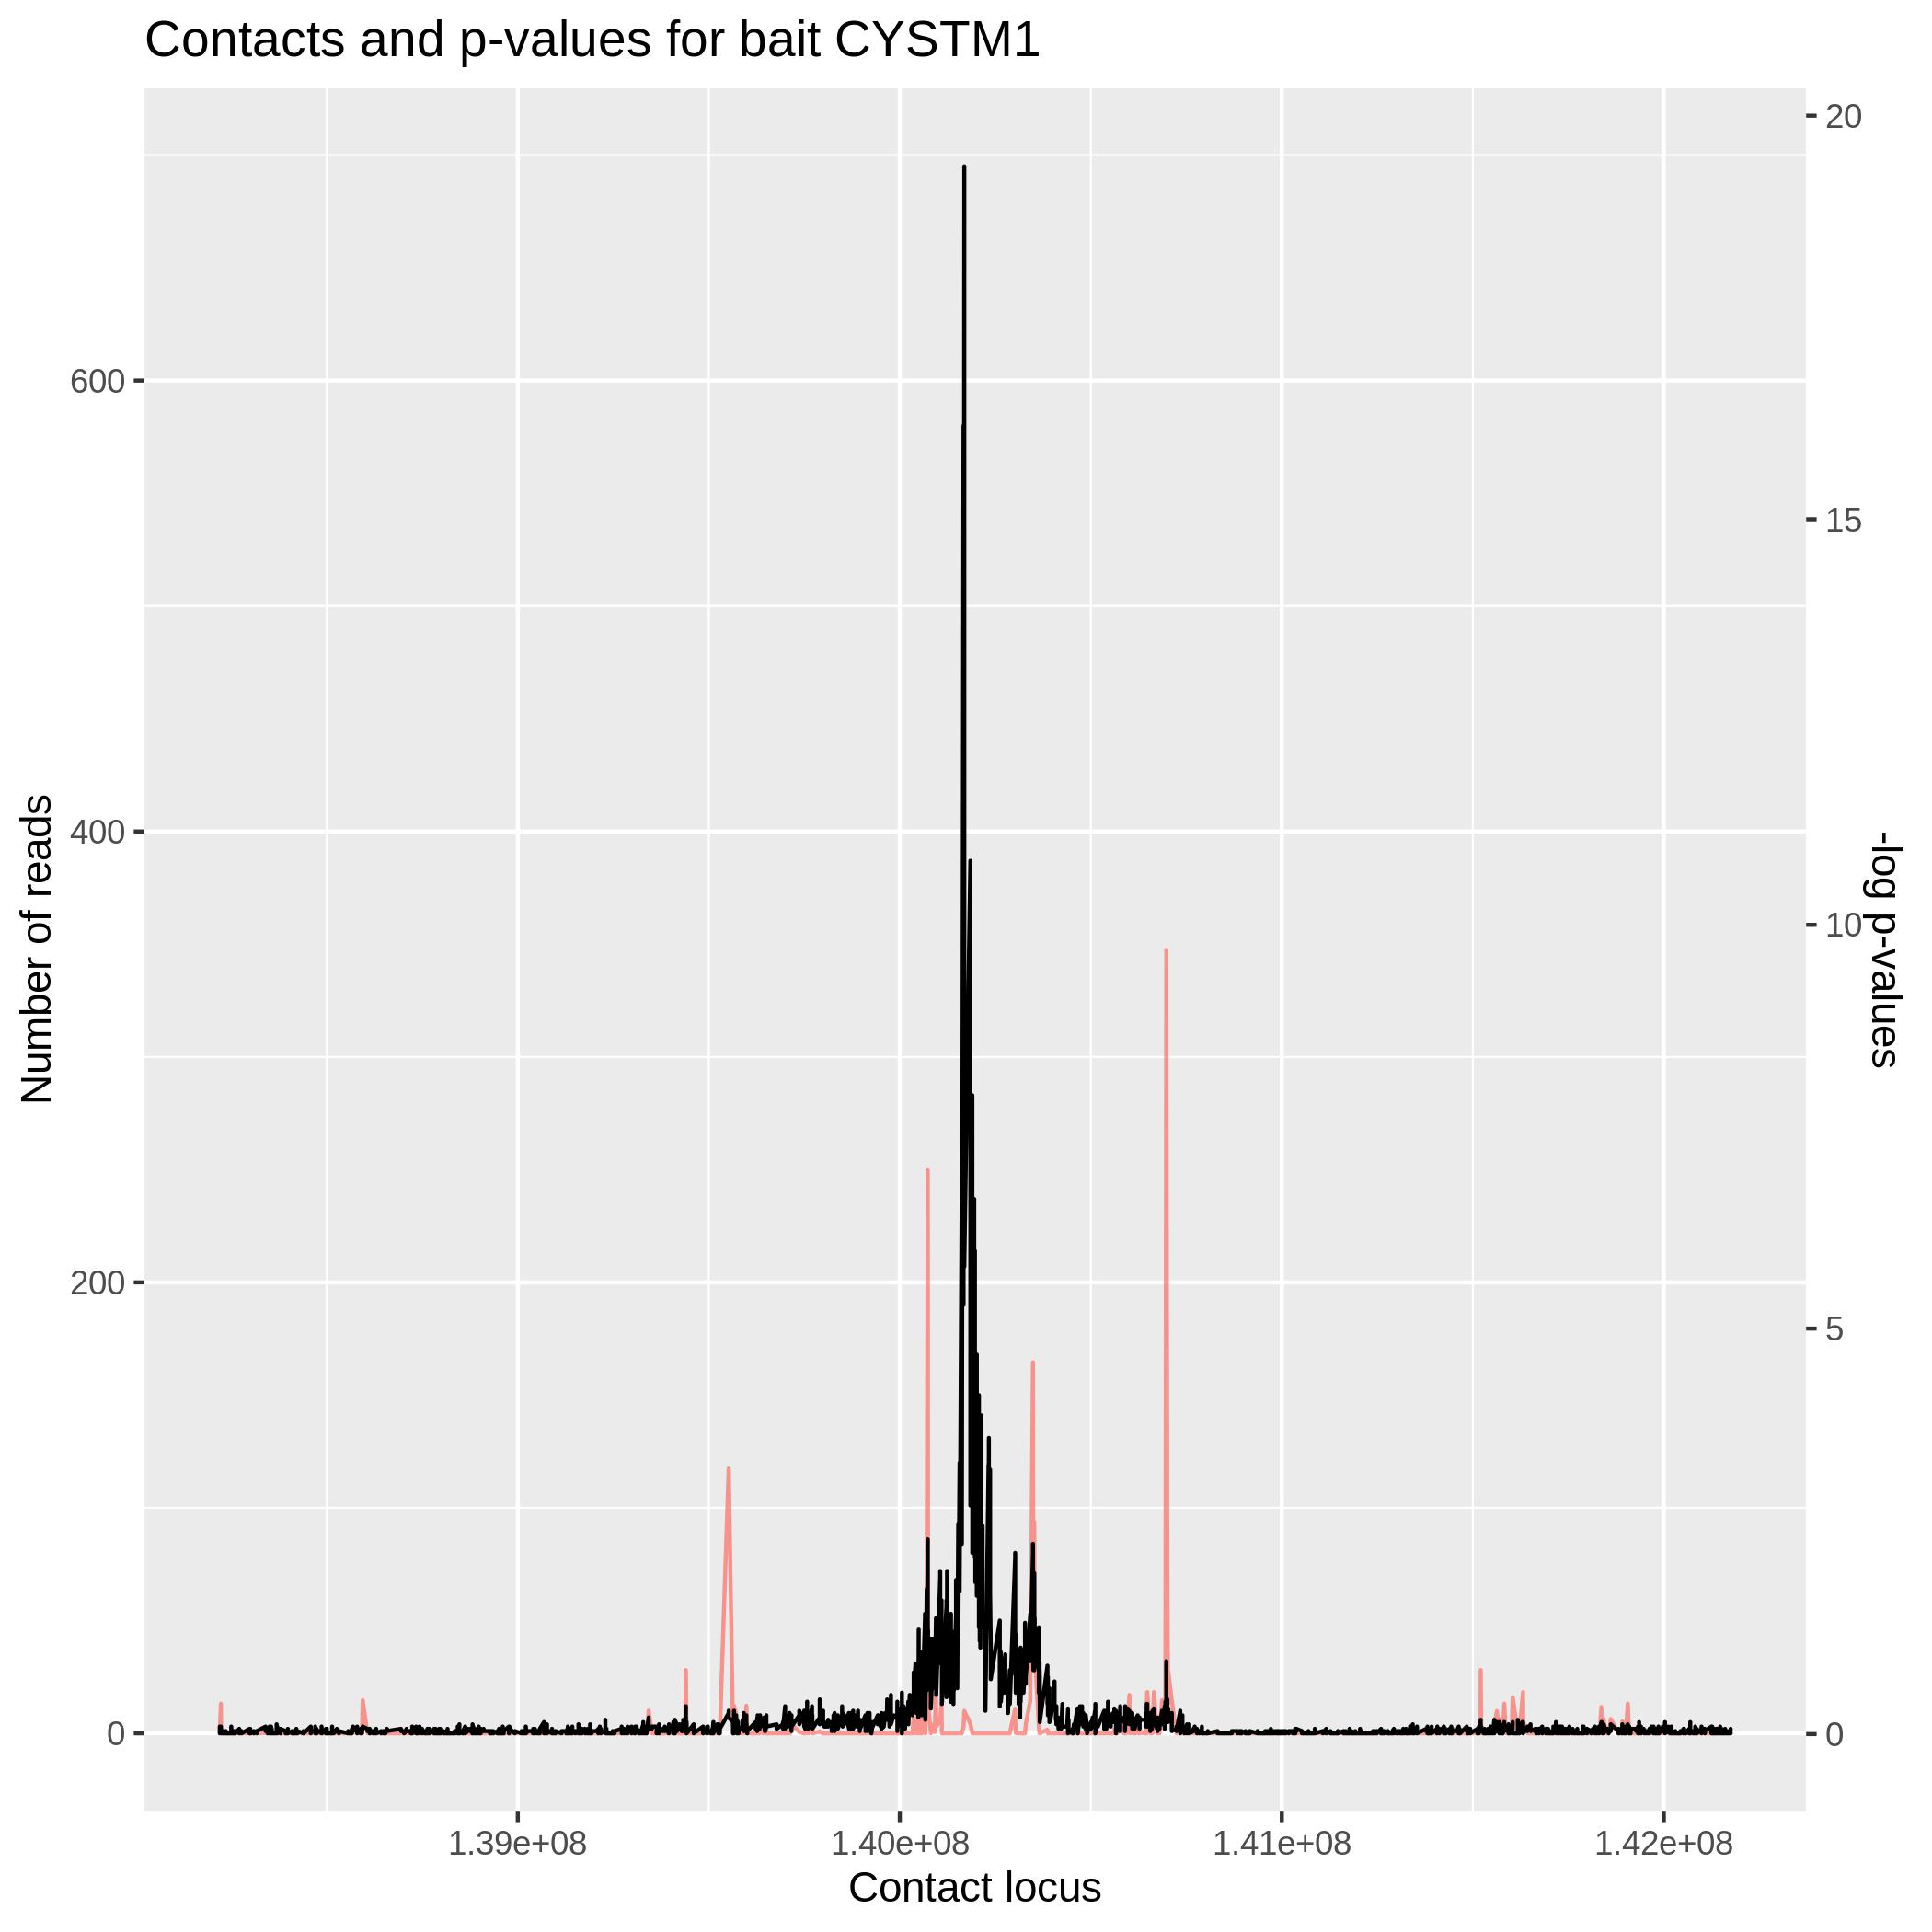 Contacts and p-values for bait CYSTM1
Number of reads
600
400
200
0
20
15
10
5
0
-log p-values
1.39e+08
1.40e+08
1.41e+08
1.42e+08
Contact locus